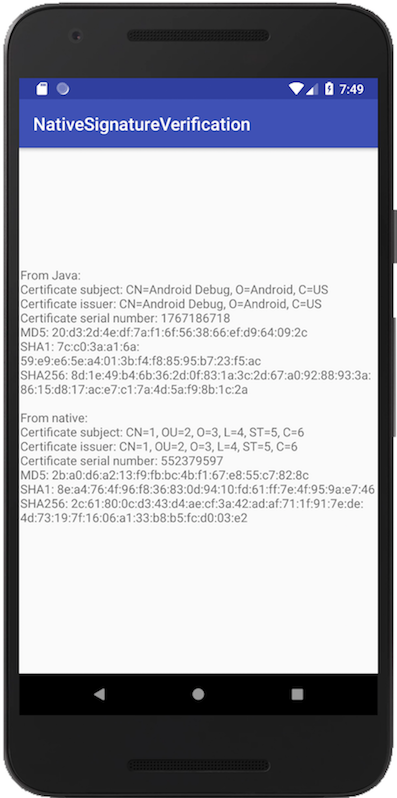 7:49
NativeSignatureVerification
From Java:
Certificate subject: CN=Android Debug, O=Android, C=US
Certificate issuer: CN=Android Debug, O=Android, C=US
Certificate serial number: 1767186718
MD5: 20:d3:2d:4e:df:7a:f1:6f:56:38:66:ef:d9:64:09:2c
SHA1: 7c:c0:3a:a1:6a:
59:e9:e6:5e:a4:01:3b:f4:f8:85:95:b7:23:f5:ac
SHA256: 8d:1e:49:b4:6b:36:2d:0f:83:1a:3c:2d:67:a0:92:88:93:3a:
86:15:d8:17:ac:e7:c1:7a:4d:5a:f9:8b:1c:2a
From native:
Certificate subject: CN=1, OU=2, O=3, L=4, ST=5, C=6
Certificate issuer: CN=1, OU=2, O=3, L=4, ST=5, C=6
Certificate serial number: 552379597
MD5: 2b:a0:d6:a2:13:f9:fb:bc:4b:f1:67:e8:55:c7:82:8c
SHA1: 8e:a4:76:4f:96:f8:36:83:0d:94:10:fd:61:ff:7e:4f:95:9a:e7:46
SHA256: 2c:61:80:0c:d3:43:d4:ae:cf:3a:42:ad:af:71:1f:91:7e:de:
4d:73:19:7f:16:06:a1:33:b8:b5:fc:d0:03:e2